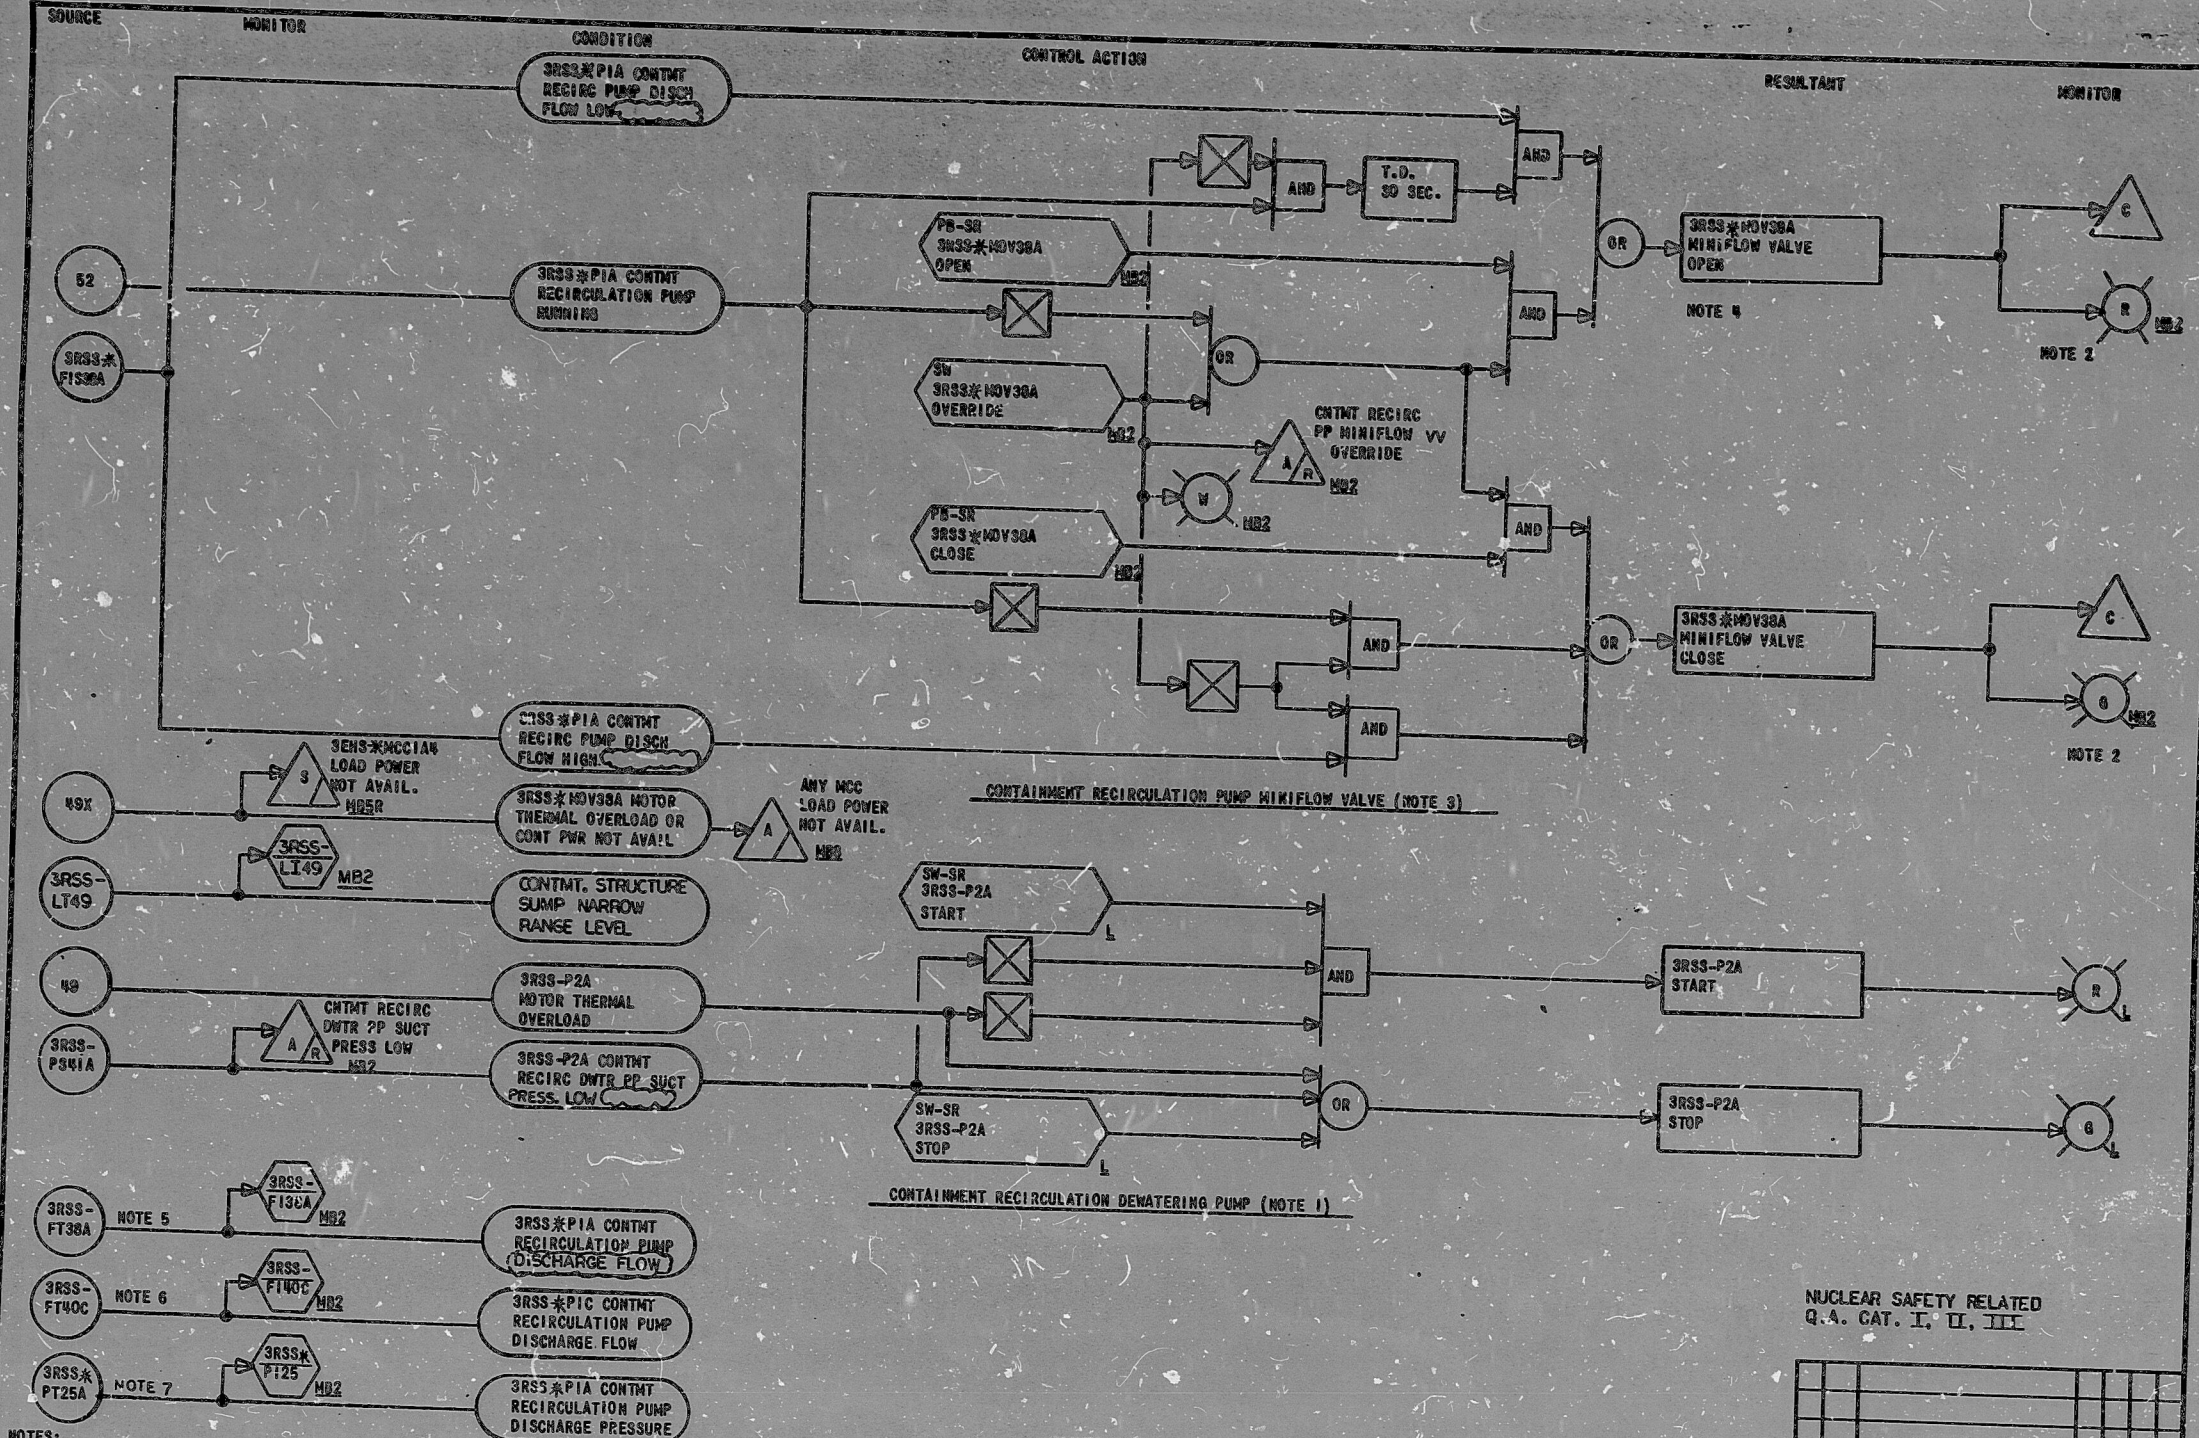 SOURCE
MONITOR
CONDITION
CONTROL ACTION
RESULTANT
MONITOR
3RSS*P1A CONTMT
RECIRC PUMP DISCH
FLOW LOW
AND
AND
T.D.
30 SEC.
PB-SR
3RSS*MOV38A
OPEN
MB2
OR
3RSS*MOV38A
MINIFLOW VALVE
OPEN
NOTE 4
C
R
MB2
NOTE 2
52
3RSS*P1A CONTMT
RECIRCULATION PUMP
RUNNING
AND
3RSS*
FIS38A
OR
SW
3RSS*MOV38A
OVERRIDE
MB2
CNTMT RECIRC
PP MINIFLOW VV
OVERRIDE
A
R
MB2
W
MB2
PB-SR
3RSS*MOV38A
CLOSE
MB2
AND
AND
OR
3RSS*MOV38A
MINIFLOW VALVE
CLOSE
C
G
MB2
NOTE 2
3RSS*P1A CONTMT
RECIRC PUMP DISCH
FLOW HIGH
AND
CONTAINMENT RECIRCULATION PUMP MINIFLOW VALVE (NOTE 3)
49X
S
3EHS*MCC1A4
LOAD POWER
NOT AVAIL.
MB5R
3RSS*MOV38A MOTOR
THERMAL OVERLOAD OR
CONT PWR NOT AVAIL
A
ANY MCC
LOAD POWER
NOT AVAIL.
MB8
3RSS-
LT49
3RSS-
LI49
MB2
CONTMT. STRUCTURE
SUMP NARROW
RANGE LEVEL
SW-SR
3RSS-P2A
START
L
49
3RSS-P2A
MOTOR THERMAL
OVERLOAD
AND
3RSS-P2A
START
R
L
3RSS-
PS41A
A
R
CNTMT RECIRC
DWTR PP SUCT
PRESS LOW
MB2
3RSS-P2A CONTMT
RECIRC DWTR PP SUCT
PRESS. LOW
SW-SR
3RSS-P2A
STOP
L
OR
3RSS-P2A
STOP
G
L
CONTAINMENT RECIRCULATION DEWATERING PUMP (NOTE 1)
3RSS-
FT38A
NOTE 5
3RSS-
FI38A
MB2
3RSS*P1A CONTMT
RECIRCULATION PUMP
DISCHARGE FLOW
3RSS-
FT40C
NOTE 6
3RSS-
FI40C
MB2
3RSS*P1C CONTMT
RECIRCULATION PUMP
DISCHARGE FLOW
3RSS*
PT25A
NOTE 7
3RSS*
PI25
MB2
3RSS*P1A CONTMT
RECIRCULATION PUMP
DISCHARGE PRESSURE
NUCLEAR SAFETY RELATED
Q.A. CAT. I, II, III
NOTES: